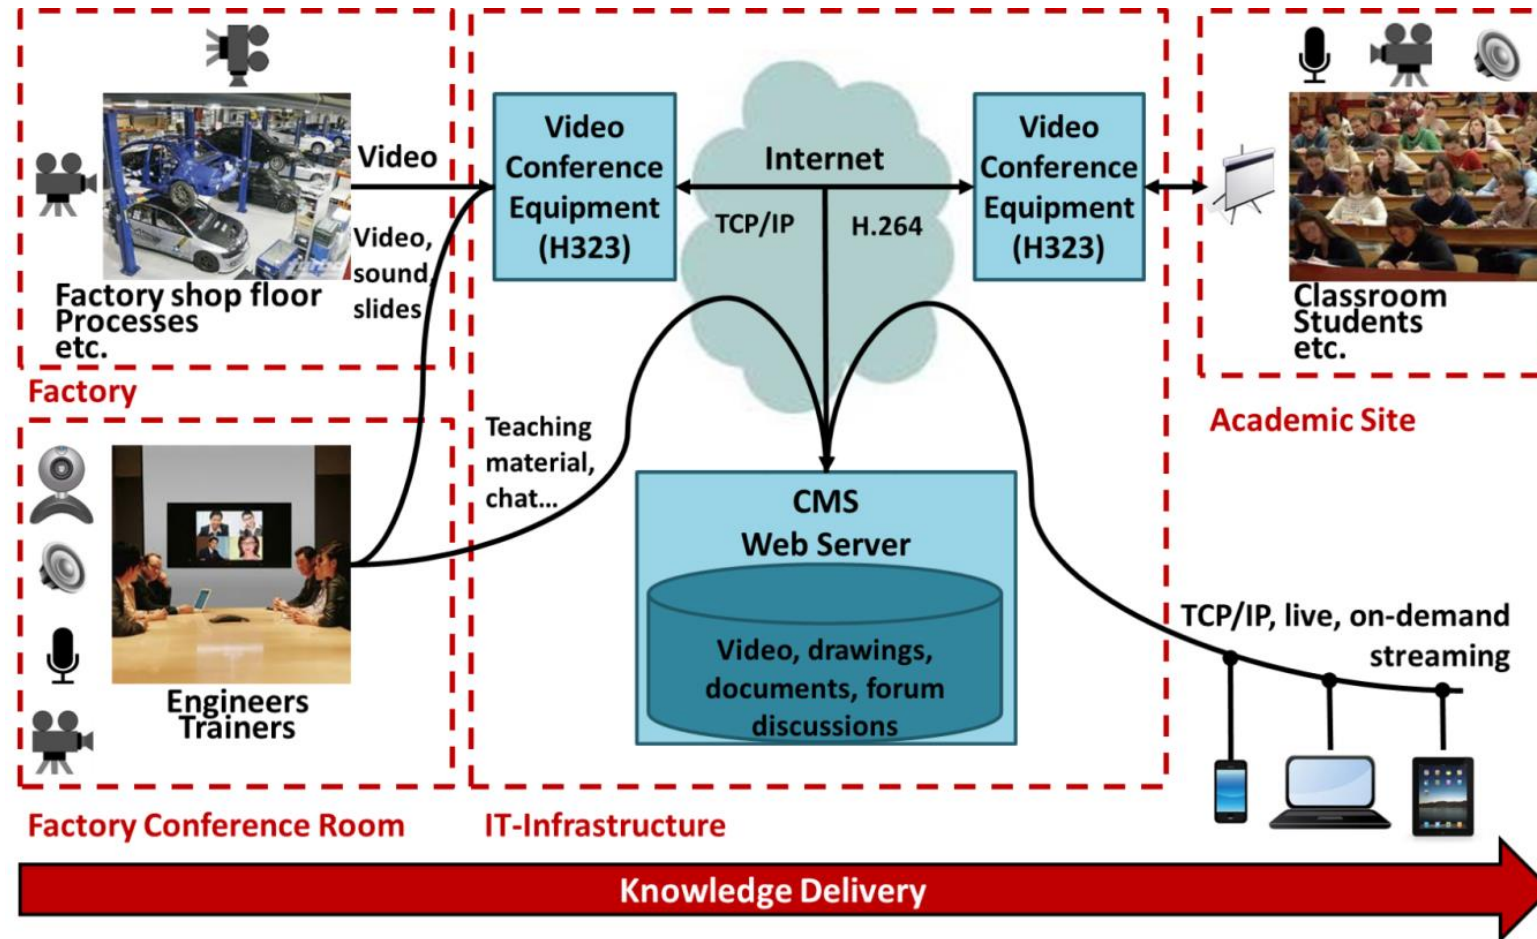 Video
Video,
sound,
slides
Factory shop floor
Processes
etc.
Factory
Video
Conference
Equipment
(H323)
Internet
TCP/IP
H.264
Video
Conference
Equipment
(H323)
Classroom
Students
etc.
Academic Site
Teaching
material,
chat...
Engineers
Trainers
Factory Conference Room
CMS
Web Server
Video, drawings,
documents, forum
discussions
IT-Infrastructure
TCP/IP, live, on-demand
streaming
Knowledge Delivery